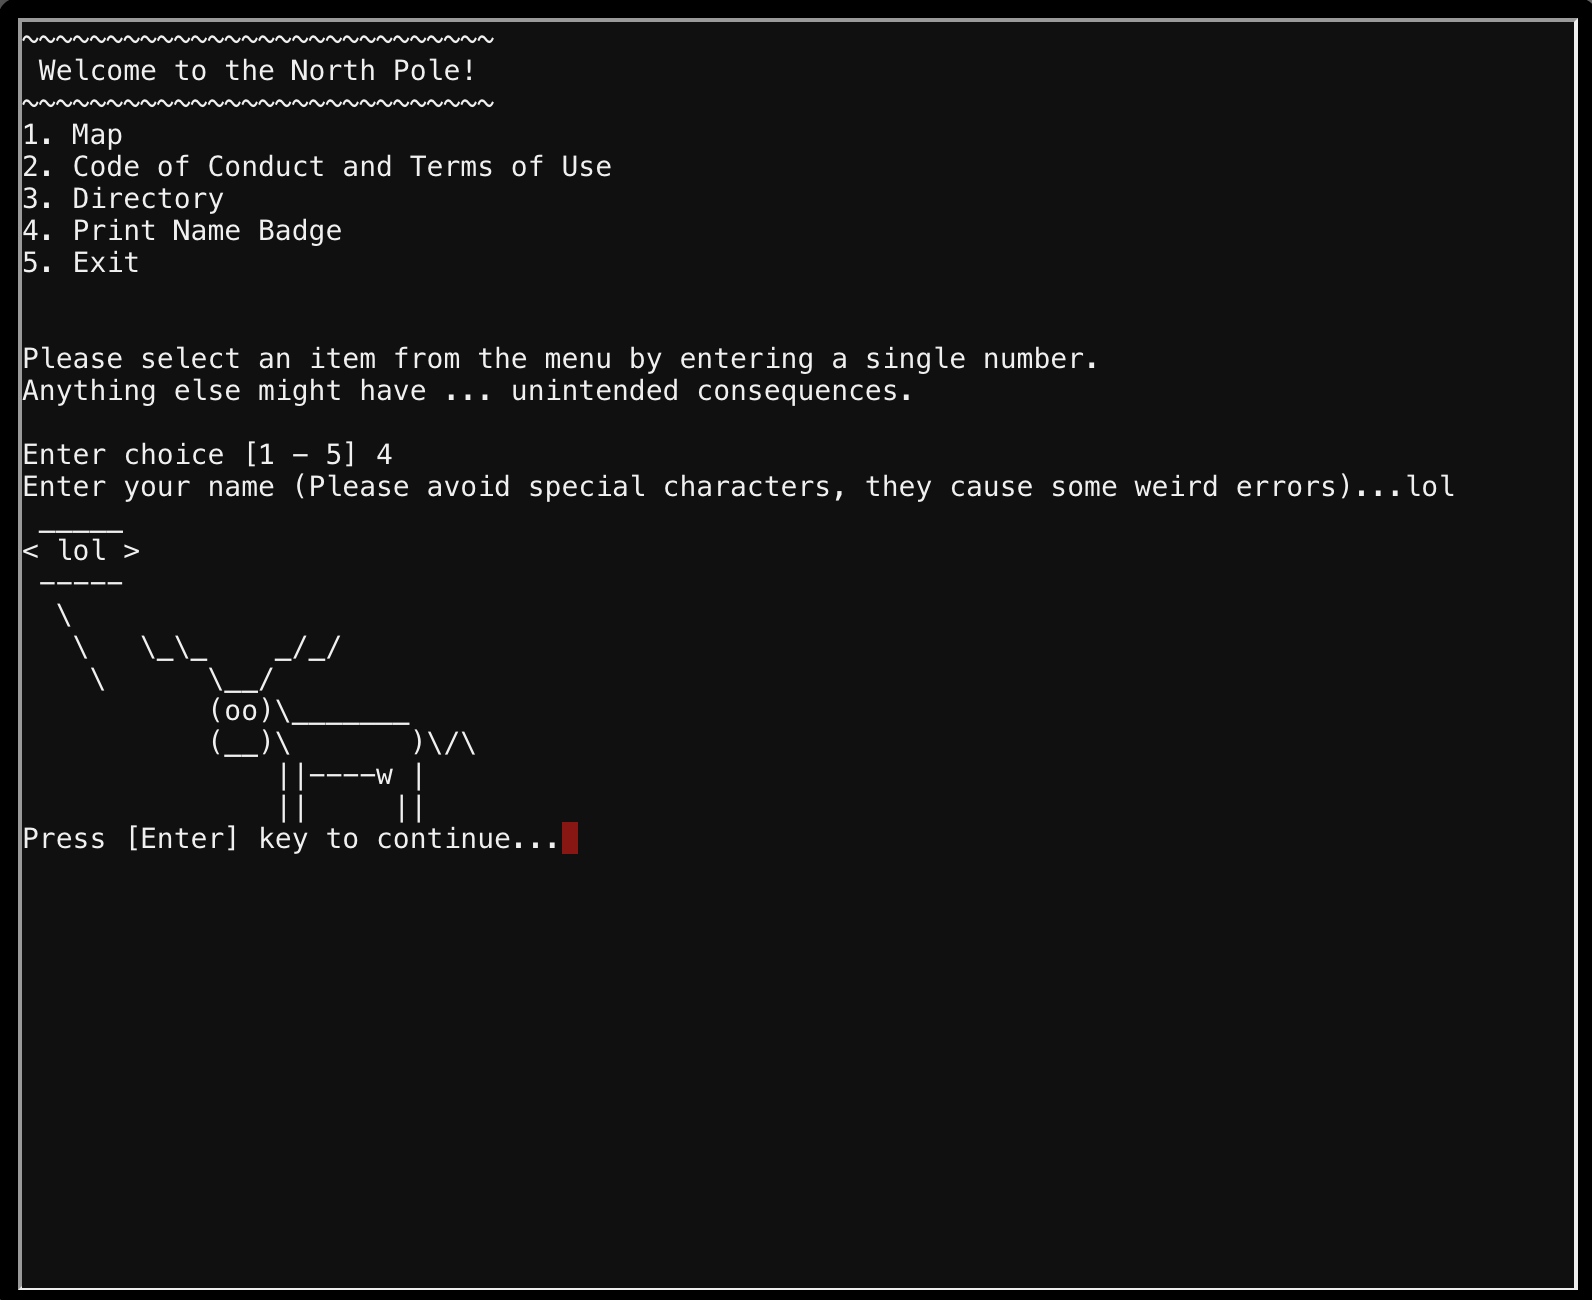 ~~~~~~~~~~~~~~~~~~~~~~~~~~~~
 Welcome to the North Pole!
~~~~~~~~~~~~~~~~~~~~~~~~~~~~
1. Map
2. Code of Conduct and Terms of Use
3. Directory
4. Print Name Badge
5. Exit


Please select an item from the menu by entering a single number.
Anything else might have ... unintended consequences.

Enter choice [1 - 5] 4
Enter your name (Please avoid special characters, they cause some weird errors)...lol
 _____
< lol >
 -----
  \
   \   \_\_    _/_/
    \      \__/
           (oo)\_______
           (__)\       )\/\
               ||----w |
               ||     ||
Press [Enter] key to continue...